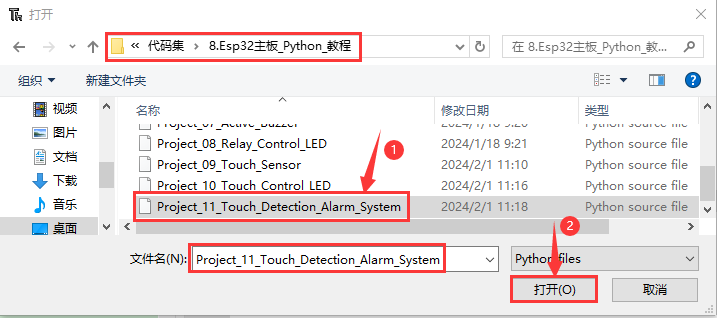 打开
« 代码集 › 8.Esp32主板_Python_教程
在 8.Esp32主板_Python_教...
组织 新建文件夹
名称 修改日期 类型
视频
图片
文档
下载
音乐
桌面
Project_07_Active_Buzzer 2024/1/18 9:20 Python source file
Project_08_Relay_Control_LED 2024/1/18 9:21 Python source file
Project_09_Touch_Sensor 2024/2/1 11:10 Python source file
Project_10_Touch_Control_LED 2024/2/1 11:16 Python source file
Project_11_Touch_Detection_Alarm_System 2024/2/1 11:18 Python source file
1
文件名(N): Project_11_Touch_Detection_Alarm_System Python files
2
打开(O) 取消